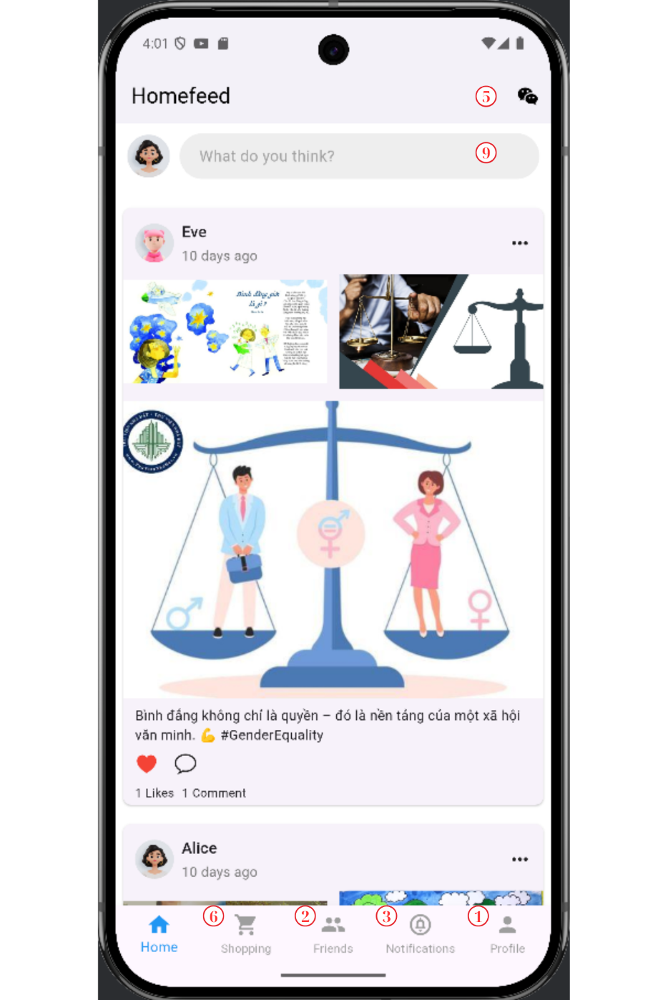 4:01
Homefeed
⑤
What do you think?
⑨
Eve
10 days ago
Bình đẳng giới
là gì?
Bình đẳng không chỉ là quyền – đó là nền tảng của một xã hội
văn minh. 💪 #GenderEquality
1 Likes 1 Comment
Alice
10 days ago
⑥ ② ③ ①
Home Shopping Friends Notifications Profile